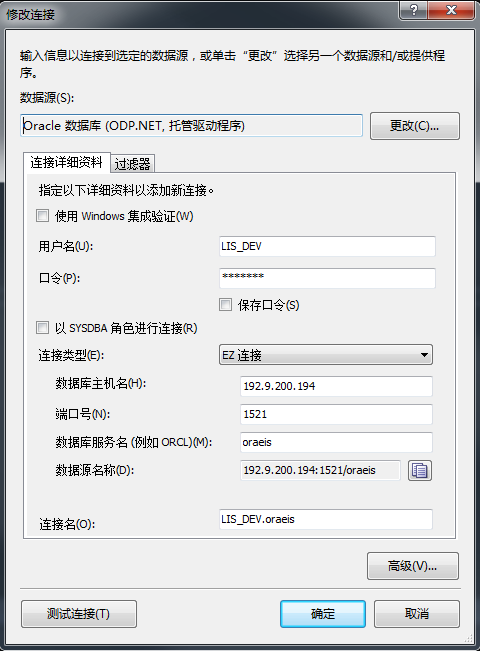 修改连接
输入信息以连接到选定的数据源，或单击“更改”选择另一个数据源和/或提供程
序。
数据源(S):
Oracle 数据库 (ODP.NET, 托管驱动程序)
更改(C)...
连接详细资料
过滤器
指定以下详细资料以添加新连接。
使用 Windows 集成验证(W)
用户名(U):
LIS_DEV
口令(P):
*******
保存口令(S)
以 SYSDBA 角色进行连接(R)
连接类型(E):
EZ 连接
数据库主机名(H):
192.9.200.194
端口号(N):
1521
数据库服务名 (例如 ORCL)(M):
oraeis
数据源名称(D):
192.9.200.194:1521/oraeis
连接名(O):
LIS_DEV.oraeis
高级(V)...
测试连接(T)
确定
取消